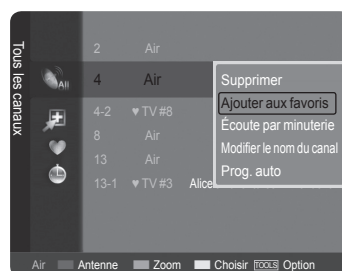 Tous les canaux
All
2 Air
4 Air
4-2 ♥ TV #8
8 Air
13 Air
13-1 ♥ TV #3 Alice
Supprimer
Ajouter aux favoris
Écoute par minuterie
Modifier le nom du canal
Prog. auto
Air Antenne Zoom Choisir TOOLS Option